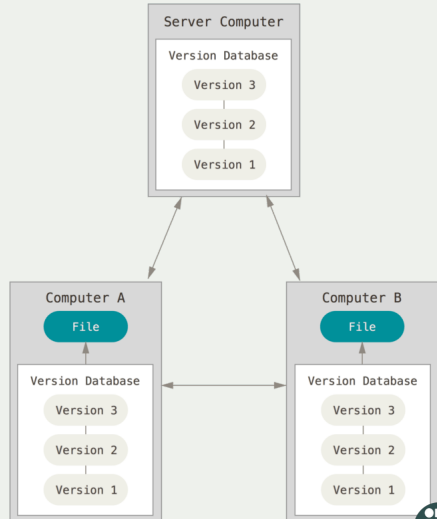 Server Computer
Version Database
Version 3
Version 2
Version 1
Computer A
File
Version Database
Version 3
Version 2
Version 1
Computer B
File
Version Database
Version 3
Version 2
Version 1